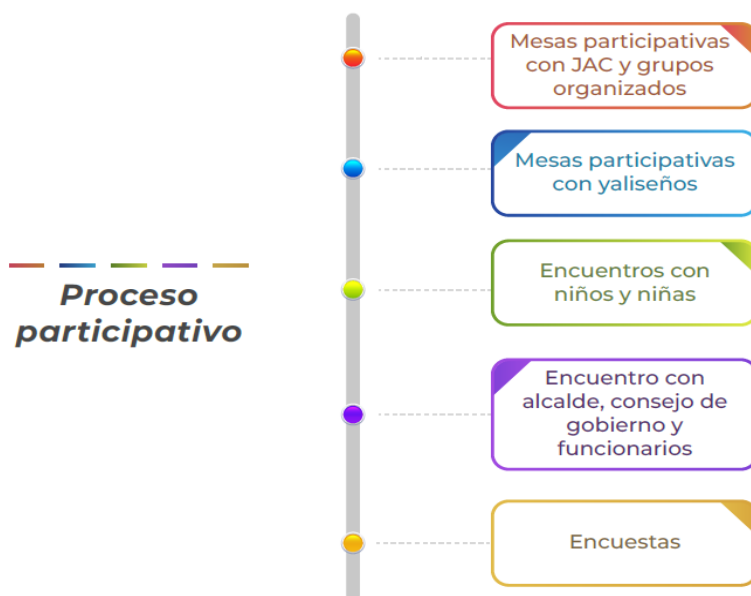 Mesas participativas
con JAC y grupos
organizados
Mesas participativas
con yaliseños
Proceso
participativo
Encuentros con
niños y niñas
Encuentro con
alcalde, consejo de
gobierno y
funcionarios
Encuestas